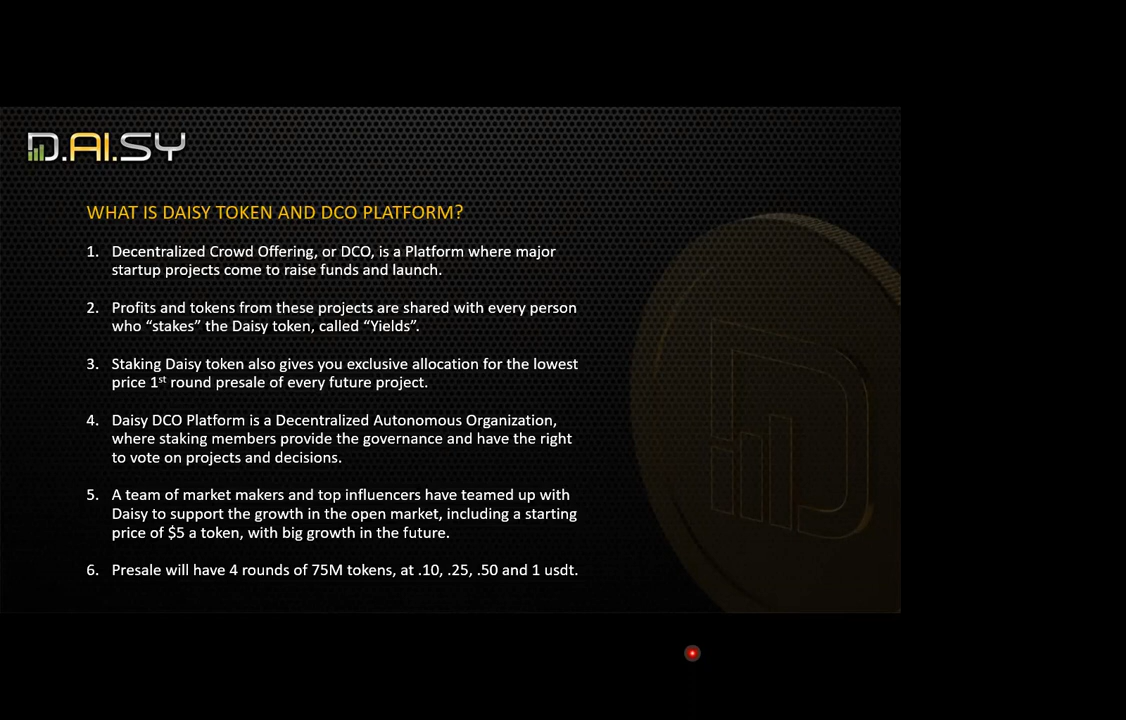 D.AI.SY
WHAT IS DAISY TOKEN AND DCO PLATFORM?
1. Decentralized Crowd Offering, or DCO, is a Platform where major
startup projects come to raise funds and launch.
2. Profits and tokens from these projects are shared with every person
who “stakes” the Daisy token, called “Yields”.
3. Staking Daisy token also gives you exclusive allocation for the lowest
price 1st round presale of every future project.
4. Daisy DCO Platform is a Decentralized Autonomous Organization,
where staking members provide the governance and have the right
to vote on projects and decisions.
5. A team of market makers and top influencers have teamed up with
Daisy to support the growth in the open market, including a starting
price of $5 a token, with big growth in the future.
6. Presale will have 4 rounds of 75M tokens, at .10, .25, .50 and 1 usdt.